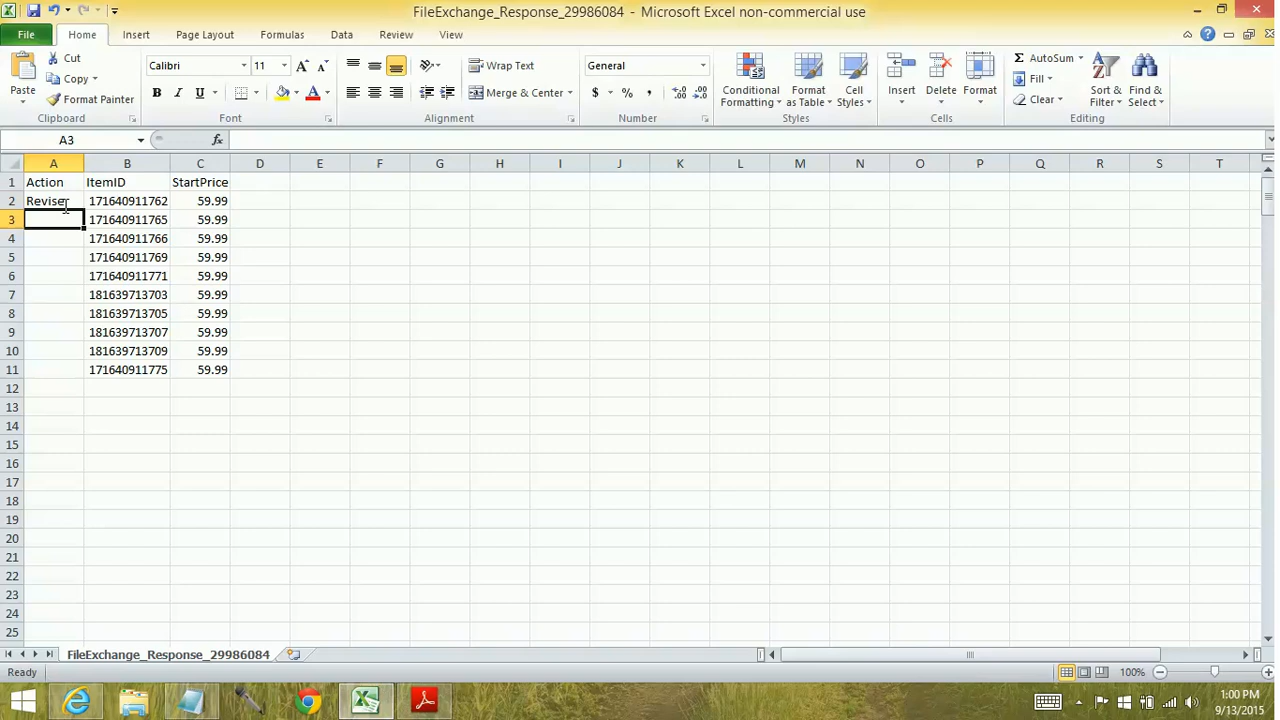 FileExchange_Response_29986084 - Microsoft Excel non-commercial use
File Home Insert Page Layout Formulas Data Review View
Paste
Cut
Copy
Format Painter
Clipboard
Calibri 11
B I U
Font
Wrap Text
Merge & Center
Alignment
General
$ % ,
Number
Conditional Formatting
Format as Table
Cell Styles
Styles
Insert Delete Format
Cells
AutoSum
Fill
Clear
Sort & Filter
Find & Select
Editing
A3 fx
A B C D E F G H I J K L M N O P Q R S T
1 Action ItemID StartPrice
2 Revise 171640911762 59.99
3 171640911765 59.99
4 171640911766 59.99
5 171640911769 59.99
6 171640911771 59.99
7 181639713703 59.99
8 181639713705 59.99
9 181639713707 59.99
10 181639713709 59.99
11 171640911775 59.99
12
13
14
15
16
17
18
19
20
21
22
23
24
25
FileExchange_Response_29986084
Ready 100%
1:00 PM
9/13/2015